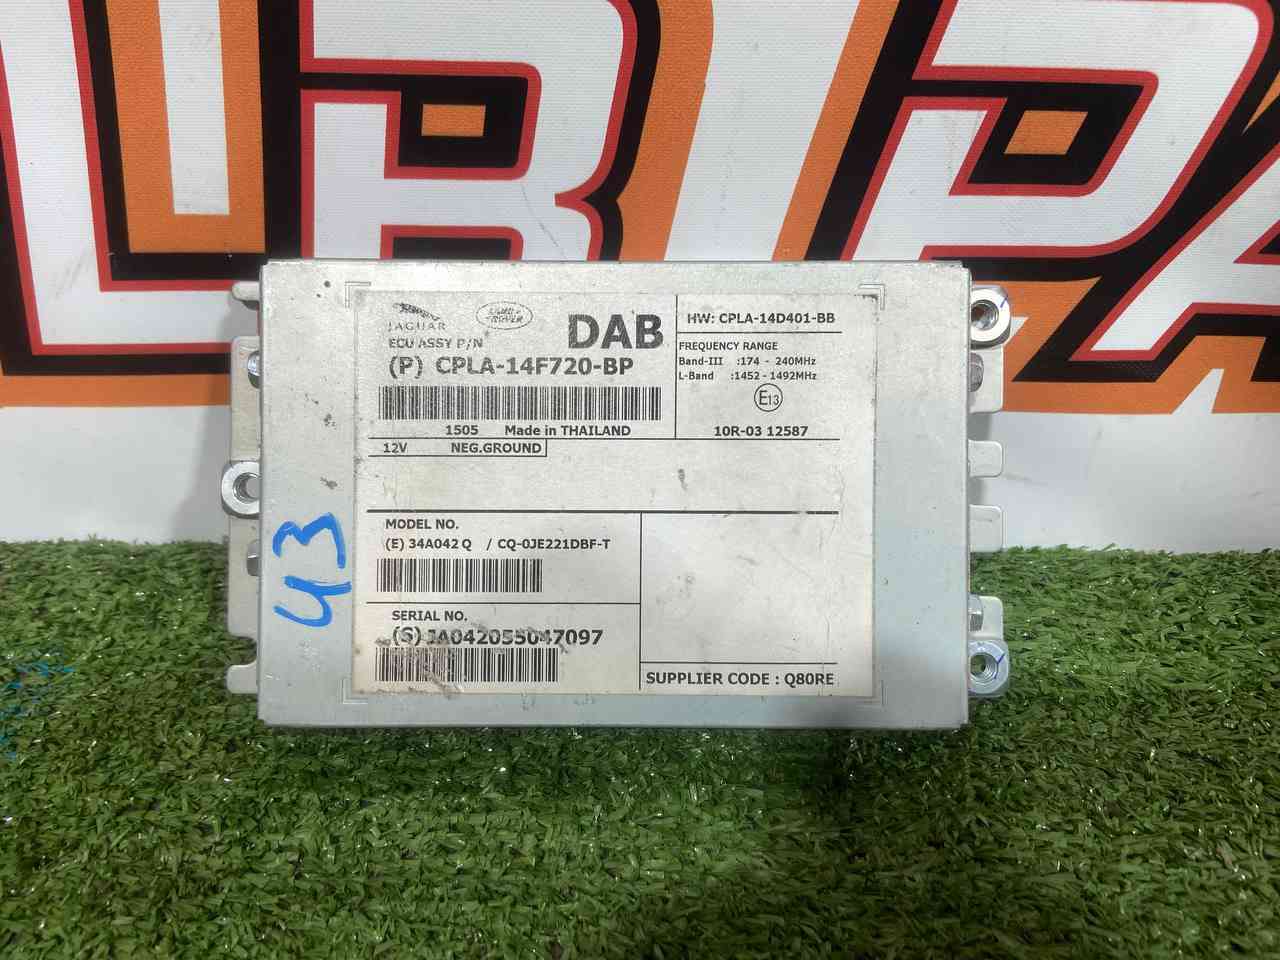 JAGUAR
LAND ROVER
DAB
ECU ASSY P/N
(P) CPLA-14F720-BP
1505 Made in THAILAND
HW: CPLA-14D401-BB
FREQUENCY RANGE
Band-III :174 - 240MHz
L-Band :1452 - 1492MHz
E13
10R-03 12587
12V NEG.GROUND
MODEL NO.
(E) 34A042 Q / CQ-0JE221DBF-T
SERIAL NO.
(S) JA042055047097
SUPPLIER CODE : Q80RE
43